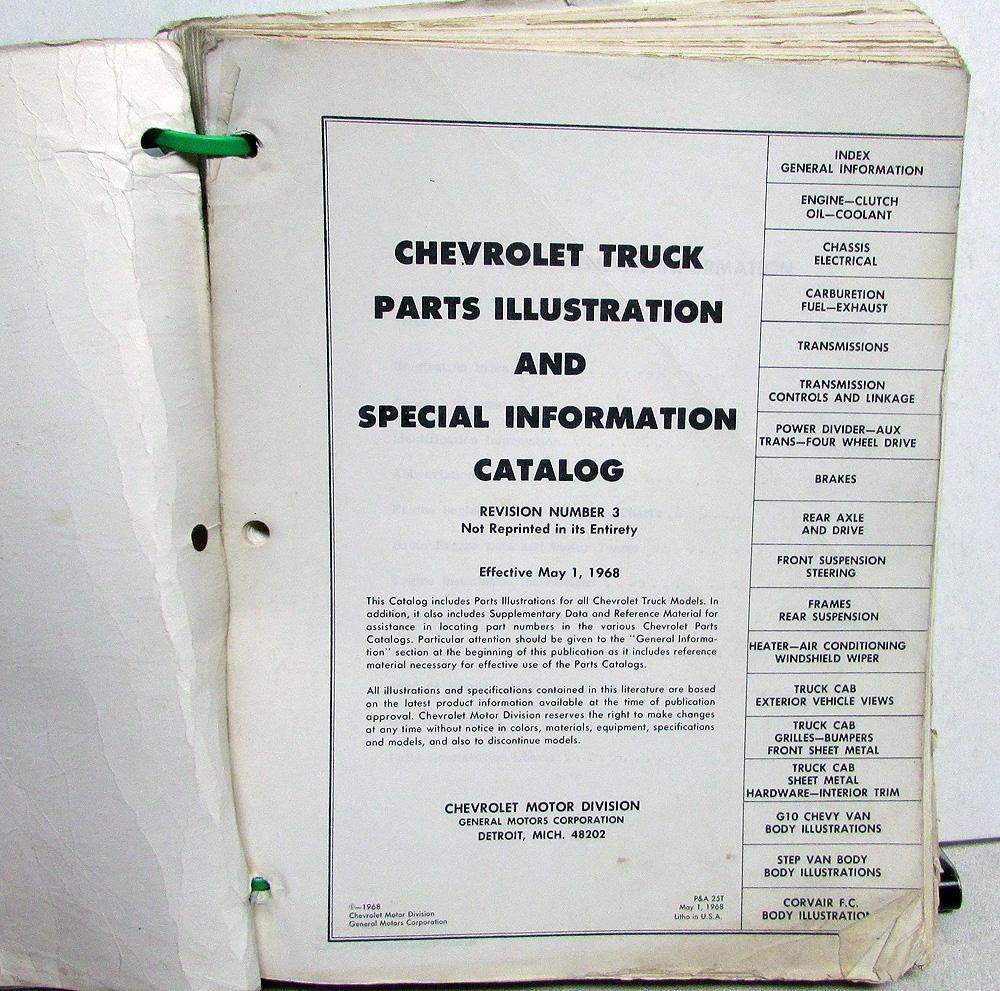 CHEVROLET TRUCK
PARTS ILLUSTRATION
AND
SPECIAL INFORMATION
CATALOG
REVISION NUMBER 3
Not Reprinted in its Entirety
Effective May 1, 1968
This Catalog includes Parts Illustrations for all Chevrolet Truck Models. In
addition, it also includes Supplementary Data and Reference Material for
assistance in locating part numbers in the various Chevrolet Parts
Catalogs. Particular attention should be given to the "General Informa-
tion" section at the beginning of this publication as it includes reference
material necessary for effective use of the Parts Catalogs.
All illustrations and specifications contained in this literature are based
on the latest product information available at the time of publication
approval. Chevrolet Motor Division reserves the right to make changes
at any time without notice in colors, materials, equipment, specifications
and models, and also to discontinue models.
CHEVROLET MOTOR DIVISION
GENERAL MOTORS CORPORATION
DETROIT, MICH. 48202
©—1968
Chevrolet Motor Division
General Motors Corporation
P&A 25T
May 1, 1968
Litho in U.S.A.
INDEX
GENERAL INFORMATION
ENGINE—CLUTCH
OIL—COOLANT
CHASSIS
ELECTRICAL
CARBURETION
FUEL—EXHAUST
TRANSMISSIONS
TRANSMISSION
CONTROLS AND LINKAGE
POWER DIVIDER—AUX
TRANS—FOUR WHEEL DRIVE
BRAKES
REAR AXLE
AND DRIVE
FRONT SUSPENSION
STEERING
FRAMES
REAR SUSPENSION
HEATER—AIR CONDITIONING
WINDSHIELD WIPER
TRUCK CAB
EXTERIOR VEHICLE VIEWS
TRUCK CAB
GRILLES—BUMPERS
FRONT SHEET METAL
TRUCK CAB
SHEET METAL
HARDWARE—INTERIOR TRIM
G10 CHEVY VAN
BODY ILLUSTRATIONS
STEP VAN BODY
BODY ILLUSTRATIONS
CORVAIR F.C.
BODY ILLUSTRATION